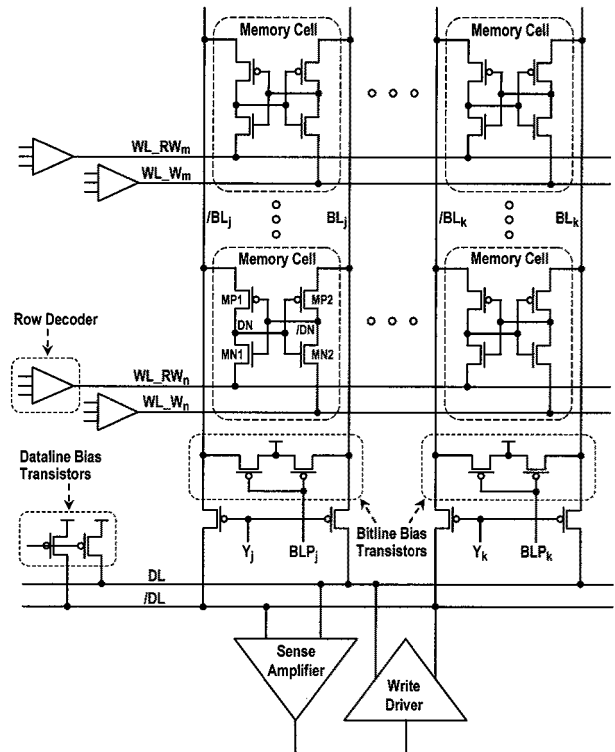 Memory Cell Memory Cell
WL_RWm
WL_Wm
/BLj BLj /BLk BLk
Memory Cell Memory Cell
MP1 MP2
Row Decoder
DN /DN
MN1 MN2
WL_RWn
WL_Wn
Dataline Bias
Transistors
Bitline Bias
Transistors
Yj BLPj Yk BLPk
DL
/DL
Sense
Amplifier
Write
Driver